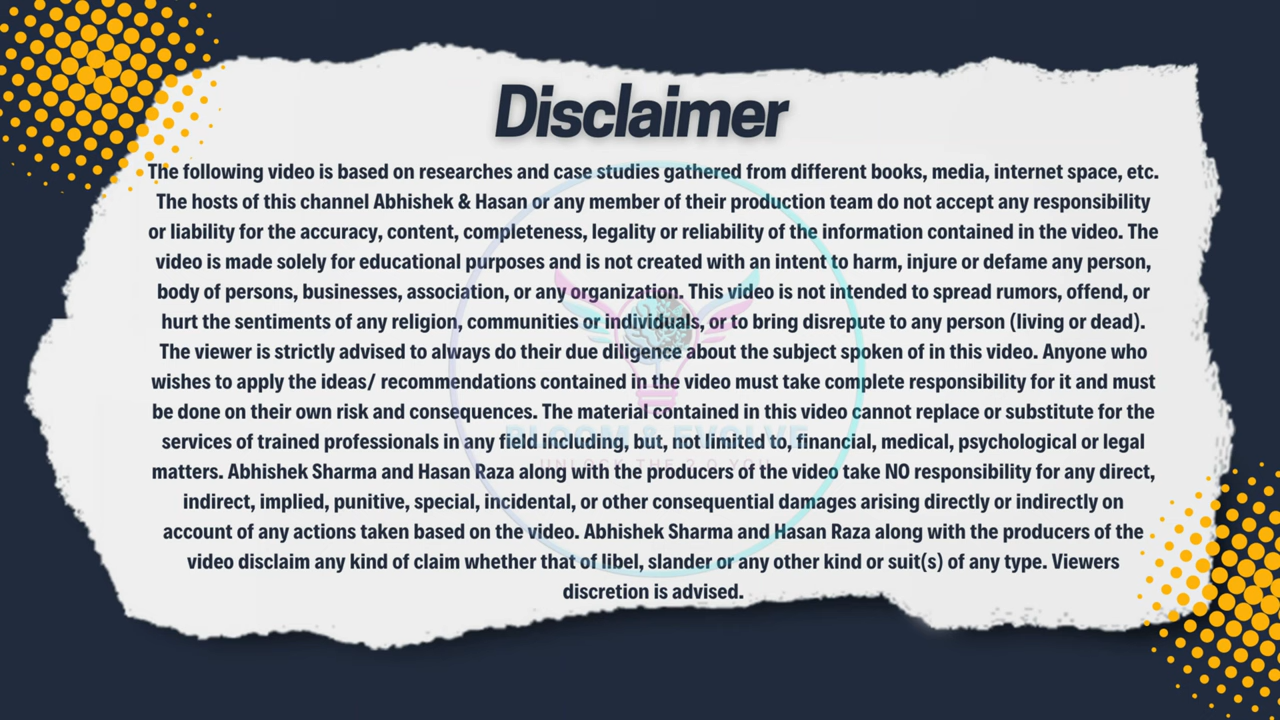 Disclaimer
The following video is based on researches and case studies gathered from different books, media, internet space, etc.
The hosts of this channel Abhishek & Hasan or any member of their production team do not accept any responsibility
or liability for the accuracy, content, completeness, legality or reliability of the information contained in the video. The
video is made solely for educational purposes and is not created with an intent to harm, injure or defame any person,
body of persons, businesses, association, or any organization. This video is not intended to spread rumors, offend, or
hurt the sentiments of any religion, communities or individuals, or to bring disrepute to any person (living or dead).
The viewer is strictly advised to always do their due diligence about the subject spoken of in this video. Anyone who
wishes to apply the ideas/ recommendations contained in the video must take complete responsibility for it and must
be done on their own risk and consequences. The material contained in this video cannot replace or substitute for the
services of trained professionals in any field including, but, not limited to, financial, medical, psychological or legal
matters. Abhishek Sharma and Hasan Raza along with the producers of the video take NO responsibility for any direct,
indirect, implied, punitive, special, incidental, or other consequential damages arising directly or indirectly on
account of any actions taken based on the video. Abhishek Sharma and Hasan Raza along with the producers of the
video disclaim any kind of claim whether that of libel, slander or any other kind or suit(s) of any type. Viewers
discretion is advised.
BLOOM & EVOLVE
UNLOCK THE 2.0 YOU